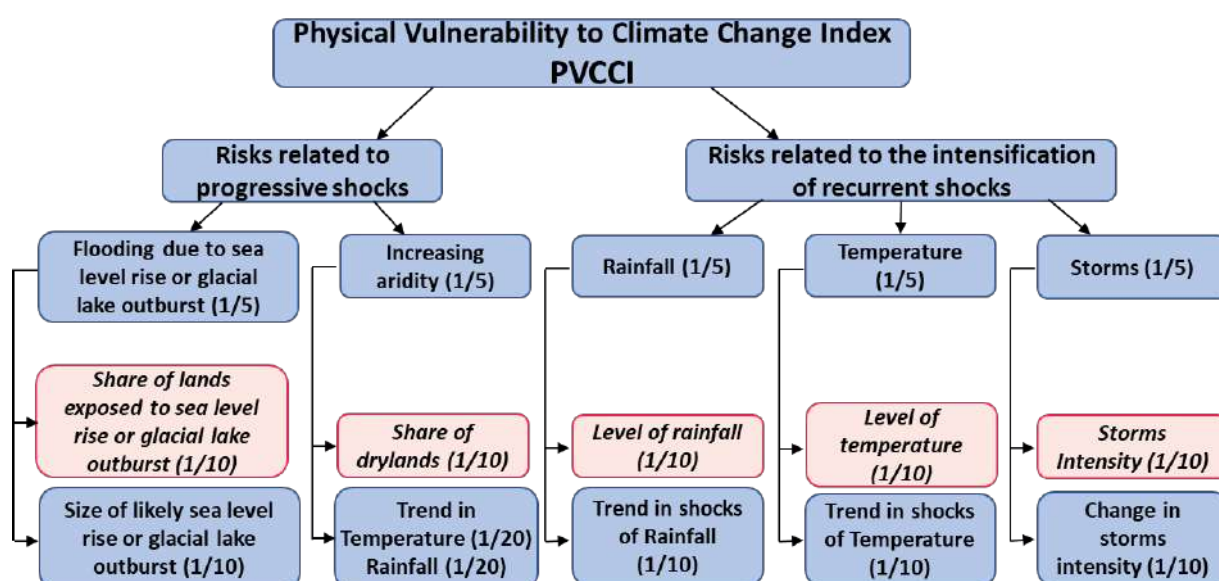 Physical Vulnerability to Climate Change Index
PVCCI
Risks related to
progressive shocks
Risks related to the intensification
of recurrent shocks
Flooding due to sea
level rise or glacial
lake outburst (1/5)
Increasing
aridity (1/5)
Rainfall (1/5)
Temperature
(1/5)
Storms (1/5)
Share of lands
exposed to sea level
rise or glacial lake
outburst (1/10)
Share of
drylands (1/10)
Level of rainfall
(1/10)
Level of
temperature
(1/10)
Storms
Intensity (1/10)
Size of likely sea level
rise or glacial lake
outburst (1/10)
Trend in
Temperature (1/20)
Rainfall (1/20)
Trend in shocks
of Rainfall
(1/10)
Trend in shocks
of Temperature
(1/10)
Change in
storms
intensity (1/10)